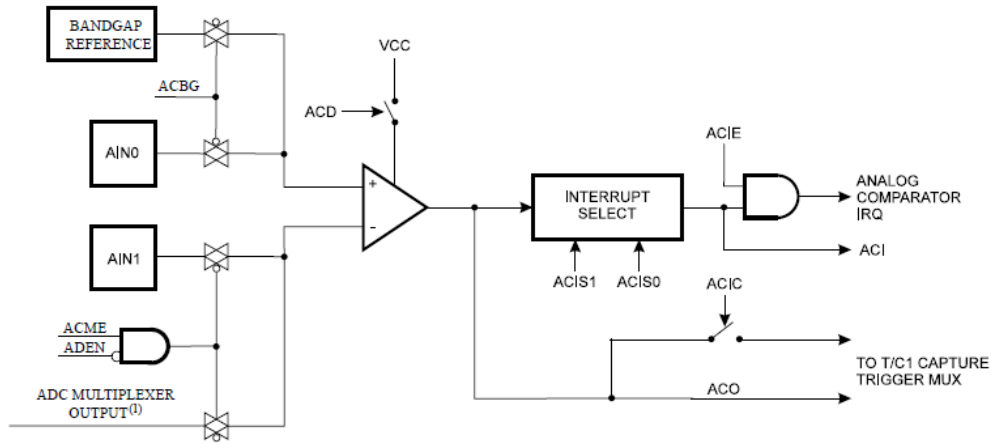 BANDGAP
REFERENCE
ACBG
AIN0
VCC
ACD
+
-
AIN1
ACME
ADEN
ADC MULTIPLEXER
OUTPUT(1)
INTERRUPT
SELECT
ACIS1
ACIS0
ACIE
ANALOG
COMPARATOR
IRQ
ACI
ACIC
TO T/C1 CAPTURE
TRIGGER MUX
ACO